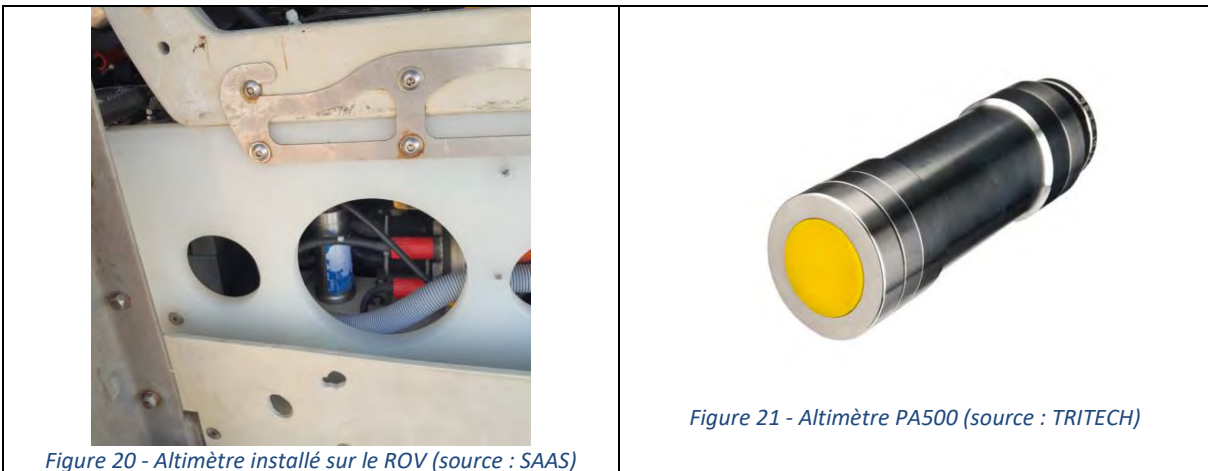 Figure 20 - Altimètre installé sur le ROV (source : SAAS)
Figure 21 - Altimètre PA500 (source : TRITECH)